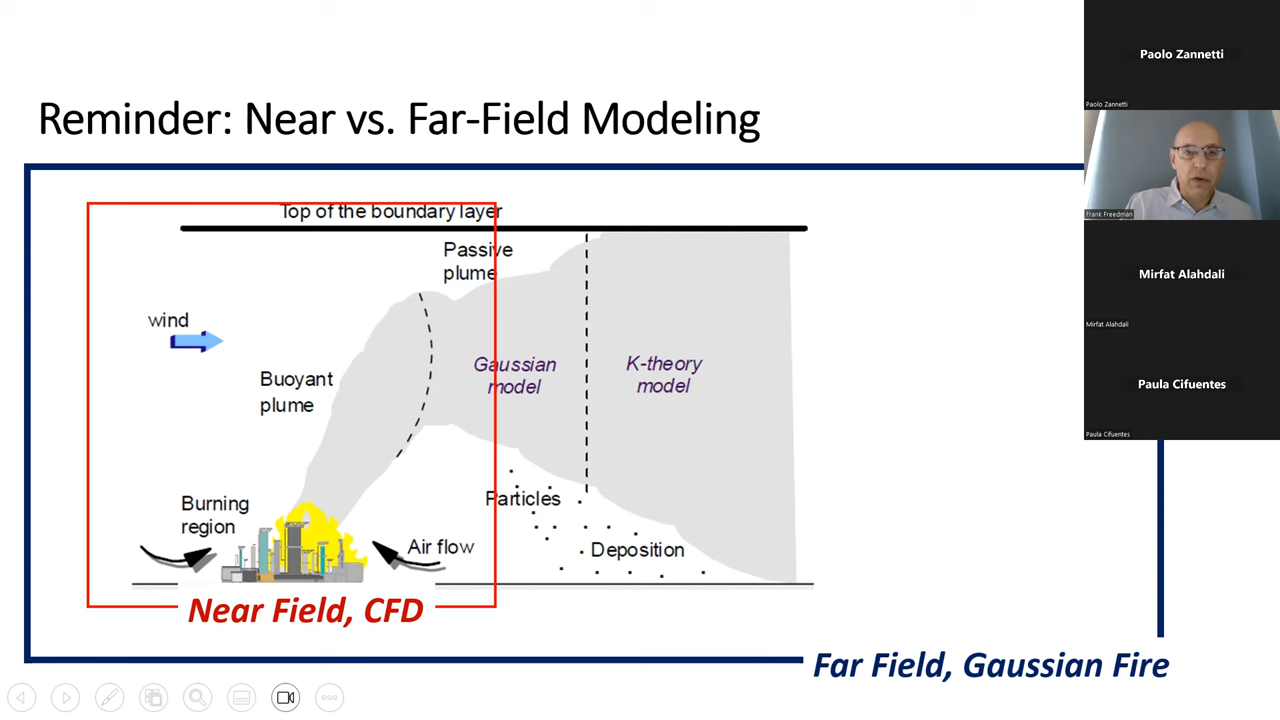 Reminder: Near vs. Far-Field Modeling
Top of the boundary layer
Passive
plume
wind
Buoyant
plume
Gaussian
model
K-theory
model
Burning
region
Particles
Air flow
Deposition
Near Field, CFD
Far Field, Gaussian Fire
Paolo Zannetti
Paolo Zannetti
Frank Freedman
Mirfat Alahdali
Mirfat Alahdali
Paula Cifuentes
Paula Cifuentes